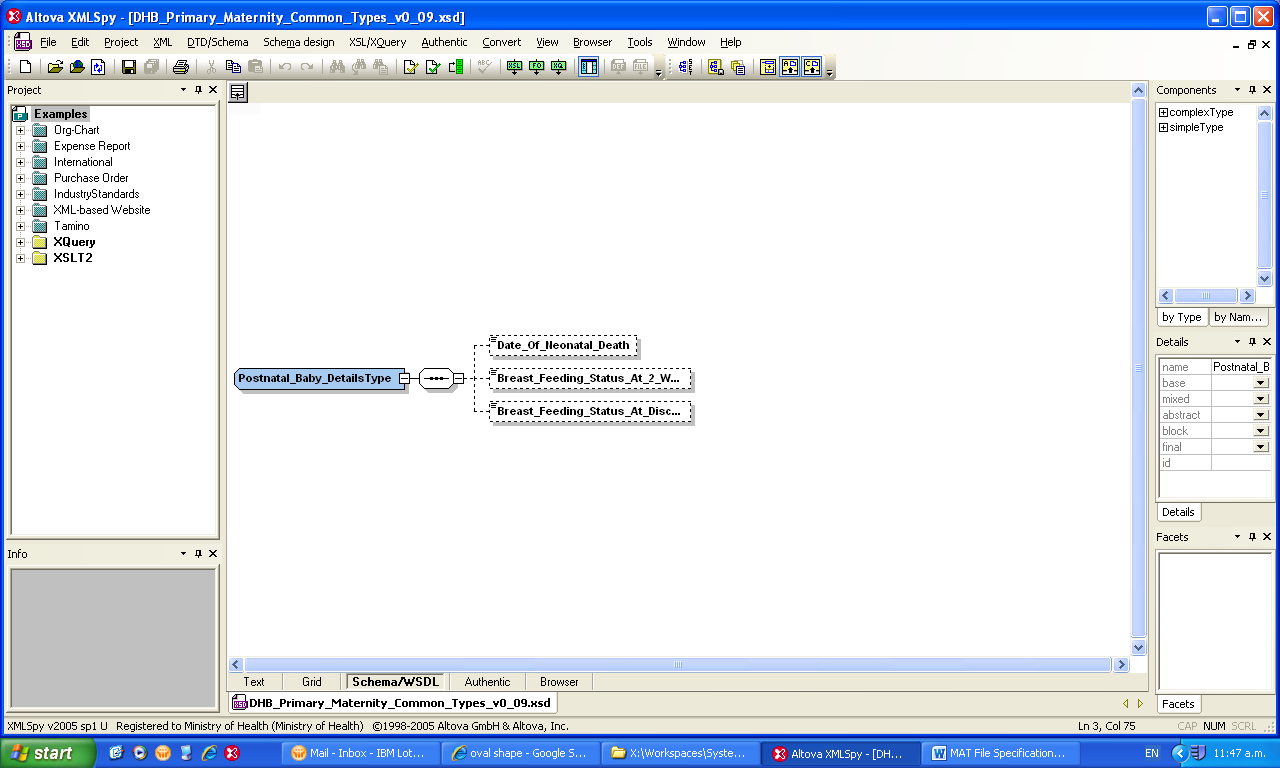 Altova XMLSpy - [DHB_Primary_Maternity_Common_Types_v0_09.xsd]
File Edit Project XML DTD/Schema Schema design XSL/XQuery Authentic Convert View Browser Tools Window Help
Project
Examples
Org-Chart
Expense Report
International
Purchase Order
IndustryStandards
XML-based Website
Tamino
XQuery
XSLT2
Info
Date_Of_Neonatal_Death
Postnatal_Baby_DetailsType
Breast_Feeding_Status_At_2_W...
Breast_Feeding_Status_At_Disc...
Text Grid Schema/WSDL Authentic Browser
DHB_Primary_Maternity_Common_Types_v0_09.xsd
Components
complexType
simpleType
by Type by Nam...
Details
name Postnatal_B
base
mixed
abstract
block
final
id
Details
Facets
Facets
XMLSpy v2005 sp1 U Registered to Ministry of Health (Ministry of Health) ©1998-2005 Altova GmbH & Altova, Inc. Ln 3, Col 75 CAP NUM SCRL
start Mail - Inbox - IBM Lot... oval shape - Google S... X:\Workspaces\Syste... Altova XMLSpy - [DH... MAT File Specification... EN 11:47 a.m.